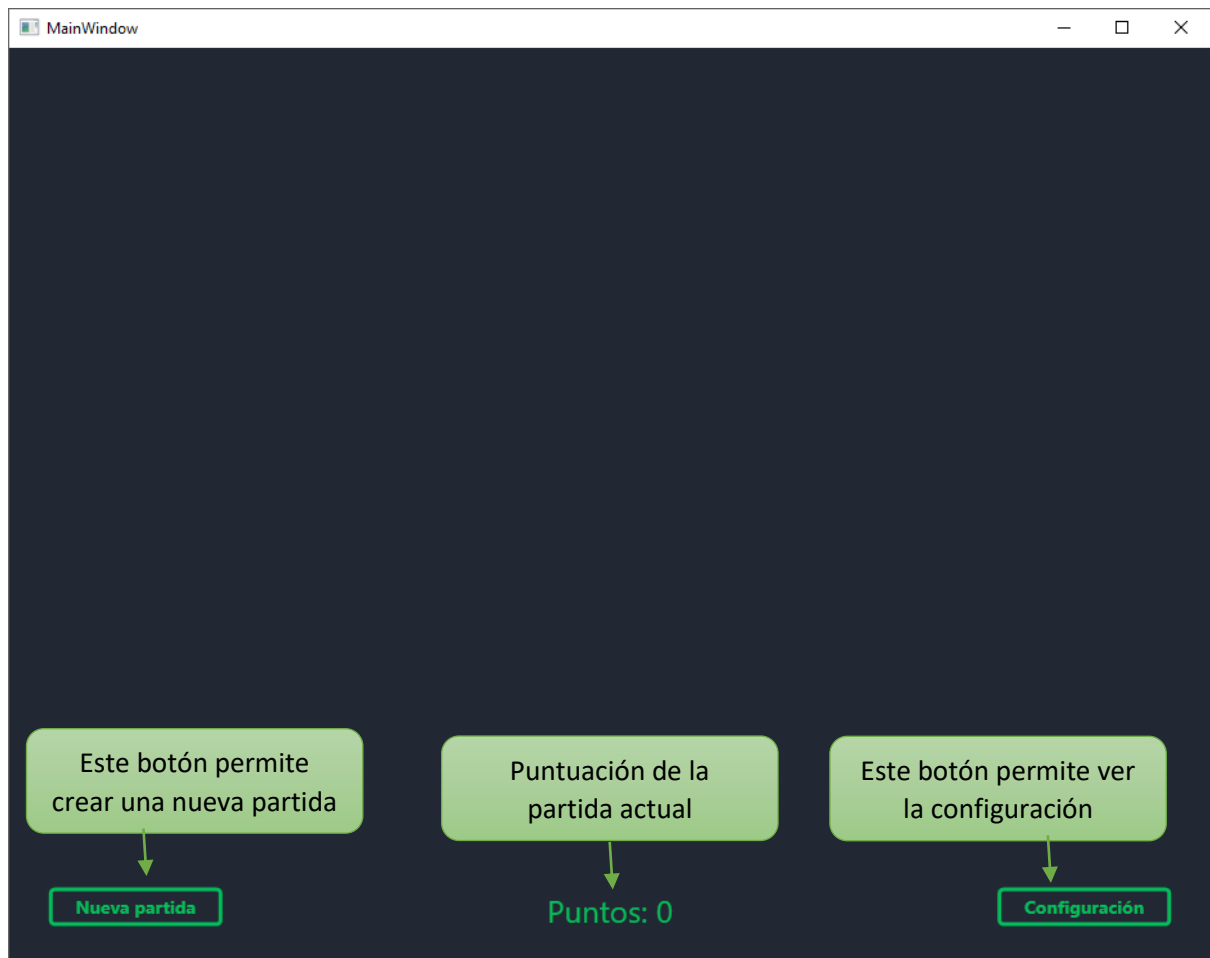 MainWindow
Este botón permite
crear una nueva partida
Puntuación de la
partida actual
Este botón permite ver
la configuración
Nueva partida
Puntos: 0
Configuración